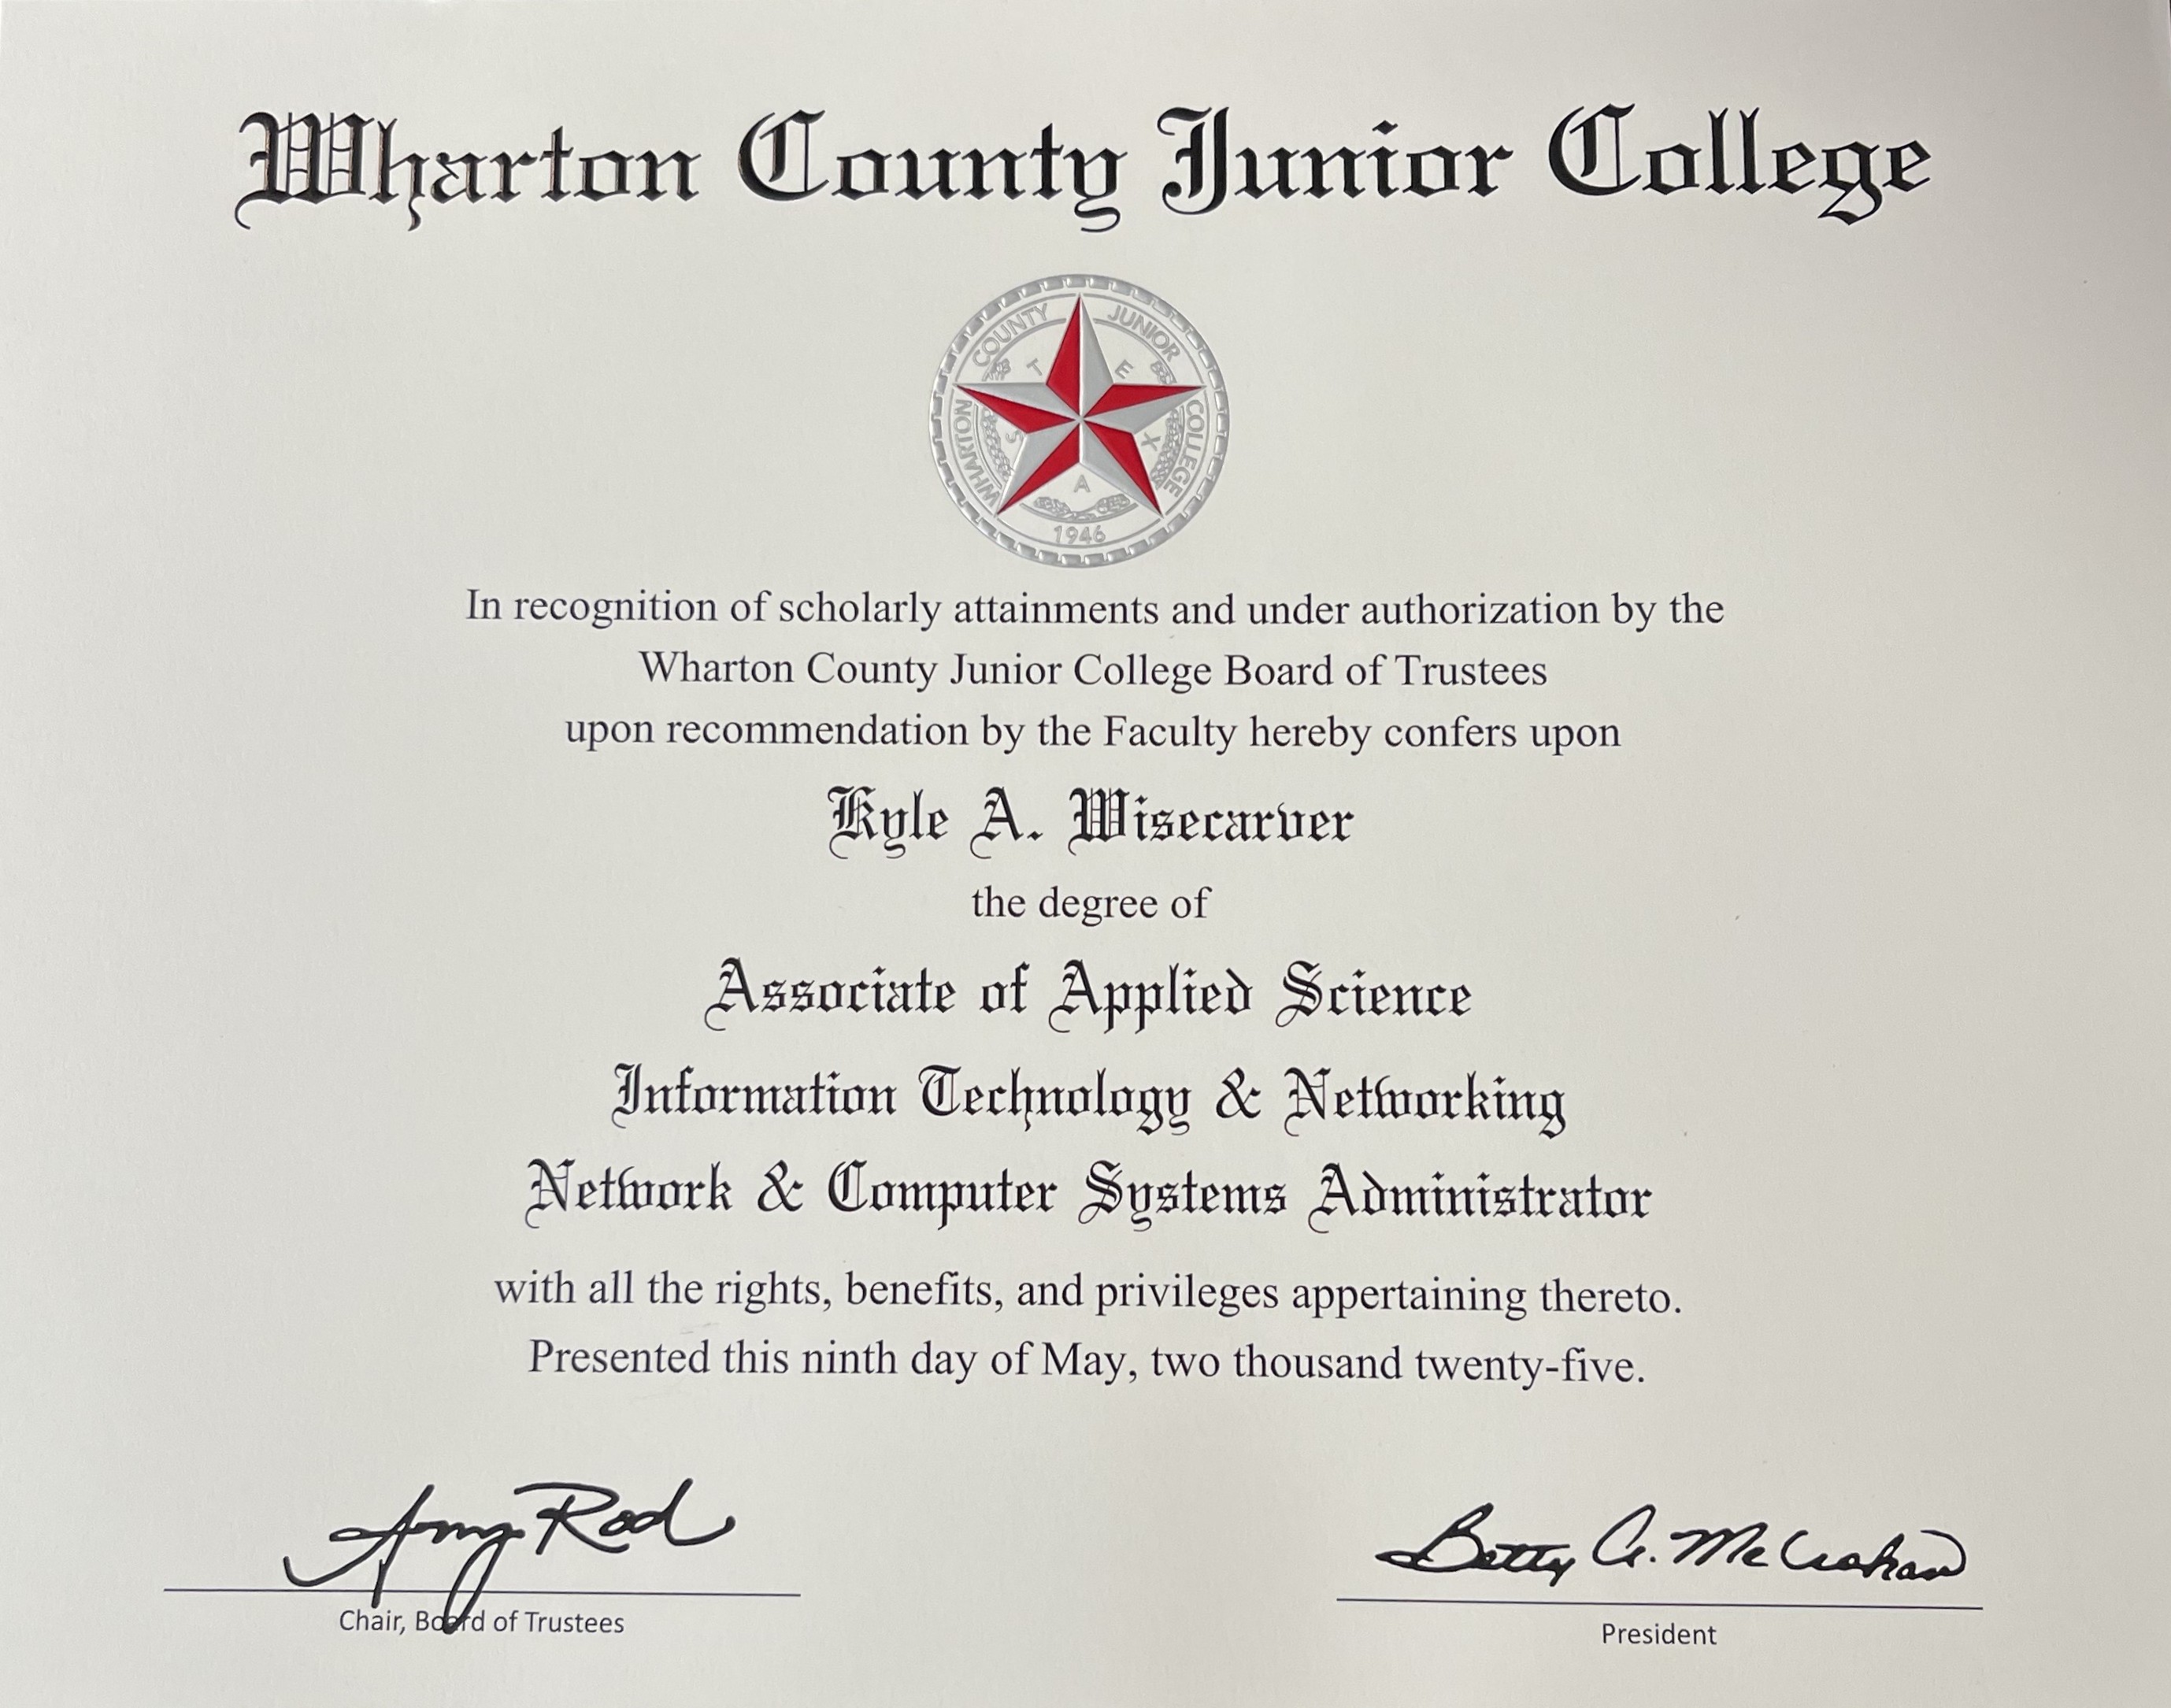 Wharton County Junior College
WHARTON COUNTY JUNIOR COLLEGE
T E X A S
1946
In recognition of scholarly attainments and under authorization by the
Wharton County Junior College Board of Trustees
upon recommendation by the Faculty hereby confers upon
Kyle A. Wisecarver
the degree of
Associate of Applied Science
Information Technology & Networking
Network & Computer Systems Administrator
with all the rights, benefits, and privileges appertaining thereto.
Presented this ninth day of May, two thousand twenty-five.
Amy Rod
Betty A. McCrohan
Chair, Board of Trustees
President